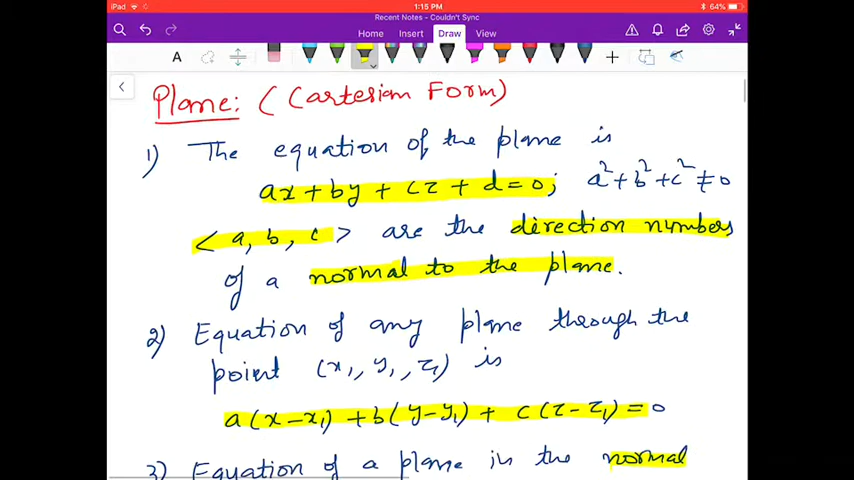 iPad
1:15 PM
64%
Recent Notes - Couldn't Sync
Home Insert Draw View
Plane: (Cartesian Form)
1) The equation of the plane is
ax + by + cz + d = 0; a² + b² + c² ≠ 0
< a, b, c > are the direction numbers
of a normal to the plane.
2) Equation of any plane through the
point (x₁, y₁, z₁) is
a(x-x₁) + b(y-y₁) + c(z-z₁) = 0
3) Equation of a plane in the normal